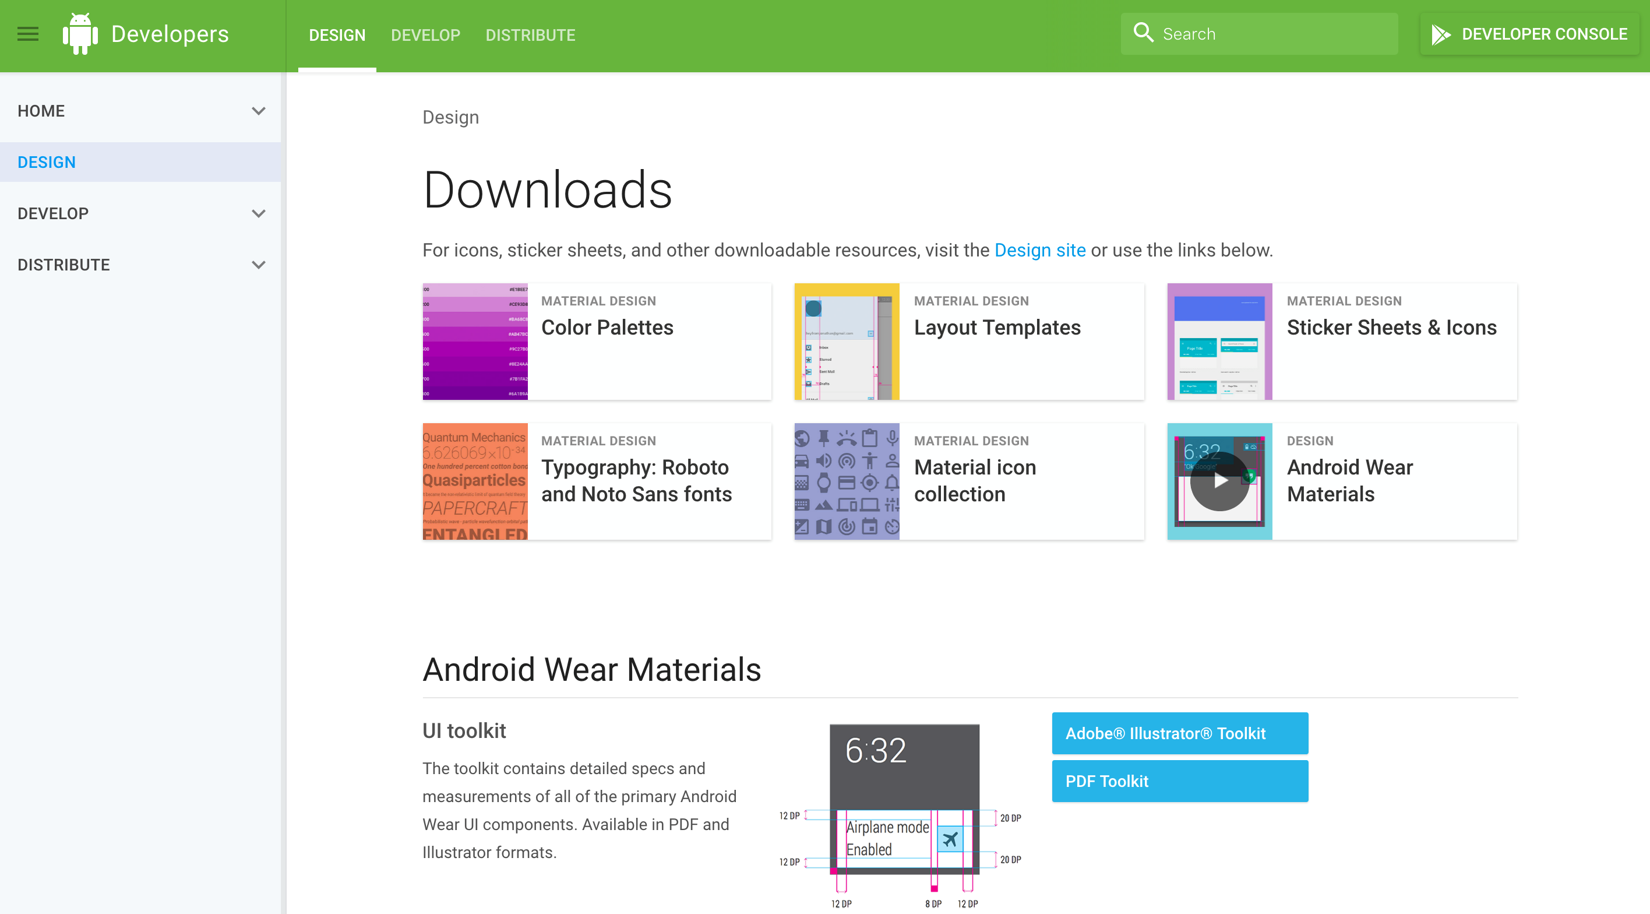 Developers
DESIGN DEVELOP DISTRIBUTE
Search
DEVELOPER CONSOLE
HOME
DESIGN
DEVELOP
DISTRIBUTE
Design
Downloads
For icons, sticker sheets, and other downloadable resources, visit the Design site or use the links below.
MATERIAL DESIGN
Color Palettes
MATERIAL DESIGN
Layout Templates
MATERIAL DESIGN
Sticker Sheets & Icons
Quantum Mechanics
6.626069×10-34
One hundred percent cotton bond
Quasiparticles
PAPERCRAFT
ENTANGLED
MATERIAL DESIGN
Typography: Roboto
and Noto Sans fonts
MATERIAL DESIGN
Material icon
collection
6:32
DESIGN
Android Wear
Materials
Android Wear Materials
UI toolkit
The toolkit contains detailed specs and
measurements of all of the primary Android
Wear UI components. Available in PDF and
Illustrator formats.
6:32
12 DP
20 DP
Airplane mode
Enabled
12 DP
20 DP
12 DP 8 DP 12 DP
Adobe® Illustrator® Toolkit
PDF Toolkit